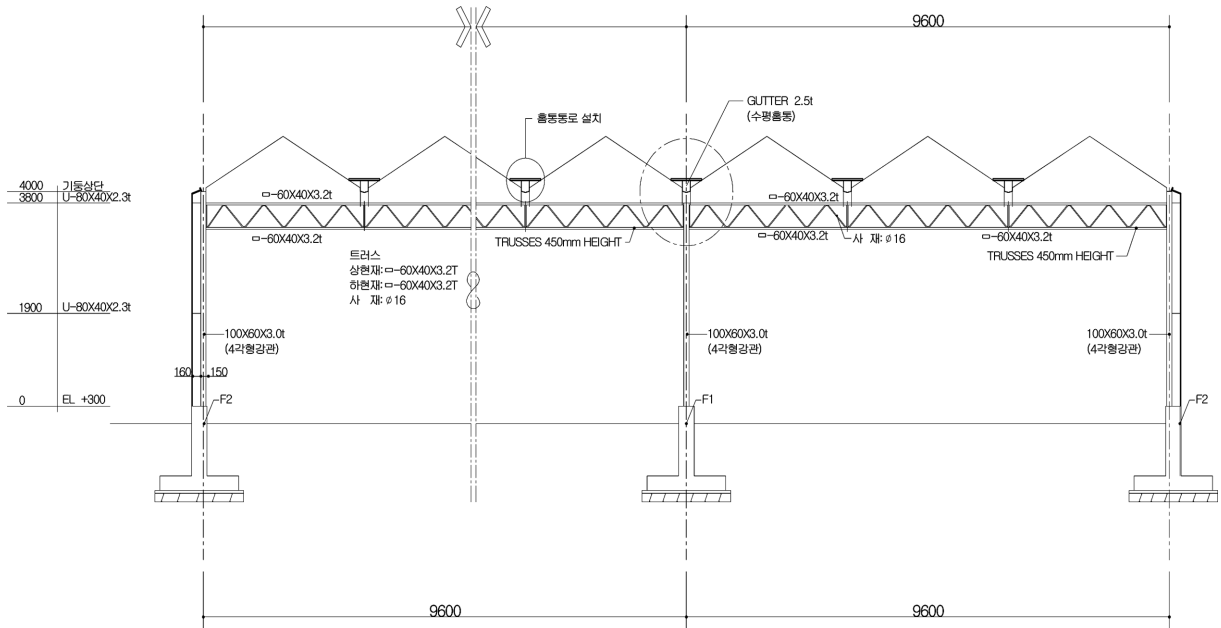 9600
GUTTER 2.5t
(수평홈통)
홈통통로 설치
4000 기둥상단
3800 U-80X40X2.3t
▭-60X40X3.2t
▭-60X40X3.2t
▭-60X40X3.2t
TRUSSES 450mm HEIGHT
▭-60X40X3.2t
사 재: ∅16
▭-60X40X3.2t
TRUSSES 450mm HEIGHT
트러스
상현재: ▭-60X40X3.2T
하현재: ▭-60X40X3.2T
사 재: ∅16
1900 U-80X40X2.3t
100X60X3.0t
(4각형강관)
100X60X3.0t
(4각형강관)
100X60X3.0t
(4각형강관)
160 150
0 EL +300
F2
F1
F2
9600
9600